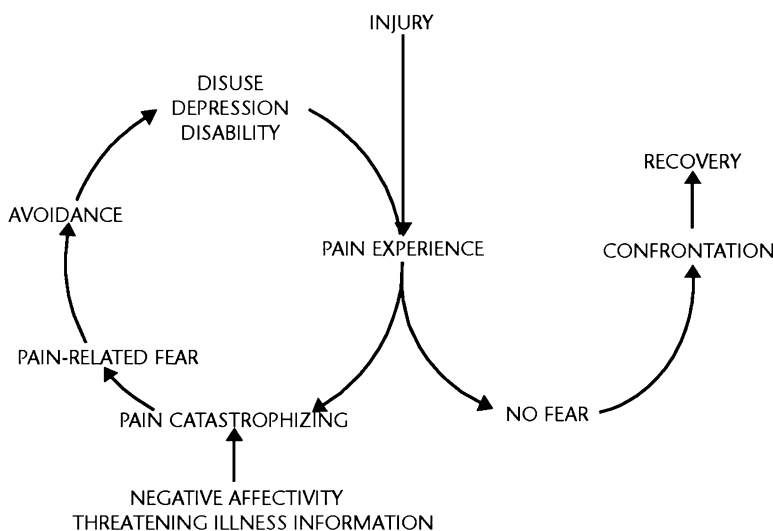 INJURY
DISUSE
DEPRESSION
DISABILITY
RECOVERY
AVOIDANCE
PAIN EXPERIENCE
CONFRONTATION
PAIN-RELATED FEAR
PAIN CATASTROPHIZING
NO FEAR
NEGATIVE AFFECTIVITY
THREATENING ILLNESS INFORMATION